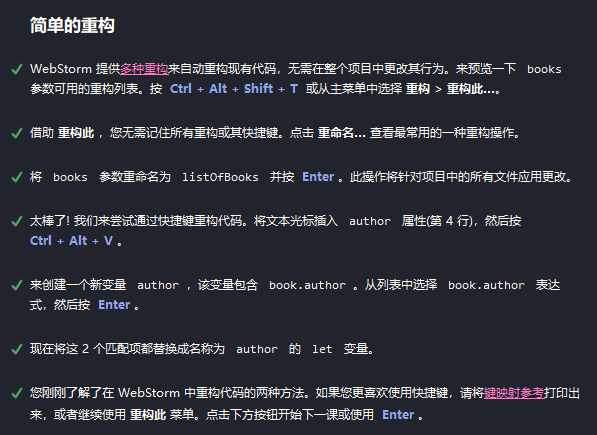 简单的重构
WebStorm 提供多种重构来自动重构现有代码，无需在整个项目中更改其行为。来预览一下 books
参数可用的重构列表。按 Ctrl + Alt + Shift + T 或从主菜单中选择 重构 > 重构此...。
借助 重构此 ，您无需记住所有重构或其快捷键。点击 重命名... 查看最常用的一种重构操作。
将 books 参数重命名为 listOfBooks 并按 Enter 。此操作将针对项目中的所有文件应用更改。
太棒了! 我们来尝试通过快捷键重构代码。将文本光标插入 author 属性(第 4 行)，然后按
Ctrl + Alt + V 。
来创建一个新变量 author ，该变量包含 book.author 。从列表中选择 book.author 表达
式，然后按 Enter 。
现在将这 2 个匹配项都替换成名称为 author 的 let 变量。
您刚刚了解了在 WebStorm 中重构代码的两种方法。如果您更喜欢使用快捷键，请将键映射参考打印出
来，或者继续使用 重构此 菜单。点击下方按钮开始下一课或使用 Enter 。